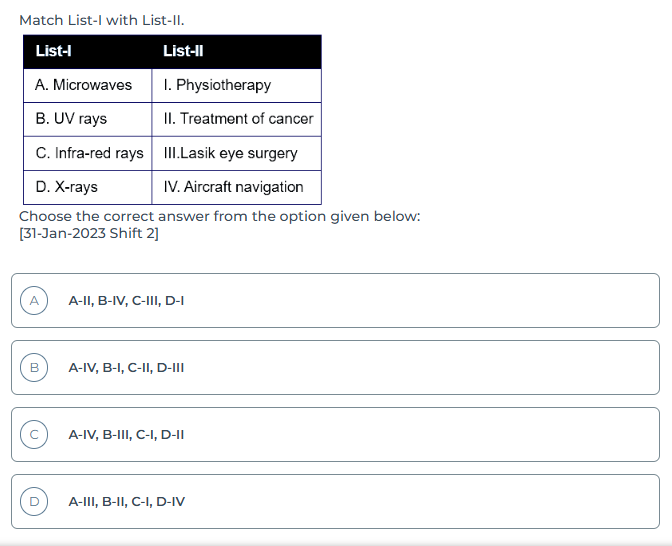 Match List-I with List-II.
List-I List-II
A. Microwaves I. Physiotherapy
B. UV rays II. Treatment of cancer
C. Infra-red rays III.Lasik eye surgery
D. X-rays IV. Aircraft navigation
Choose the correct answer from the option given below:
[31-Jan-2023 Shift 2]
A A-II, B-IV, C-III, D-I
B A-IV, B-I, C-II, D-III
C A-IV, B-III, C-I, D-II
D A-III, B-II, C-I, D-IV